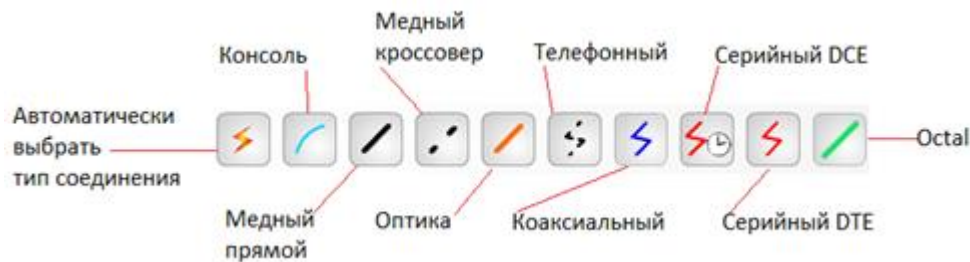 Медный
кроссовер
Консоль
Телефонный
Серийный DCE
Автоматически
выбрать
тип соединения
Octal
Медный
прямой
Оптика
Коаксиальный
Серийный DTE